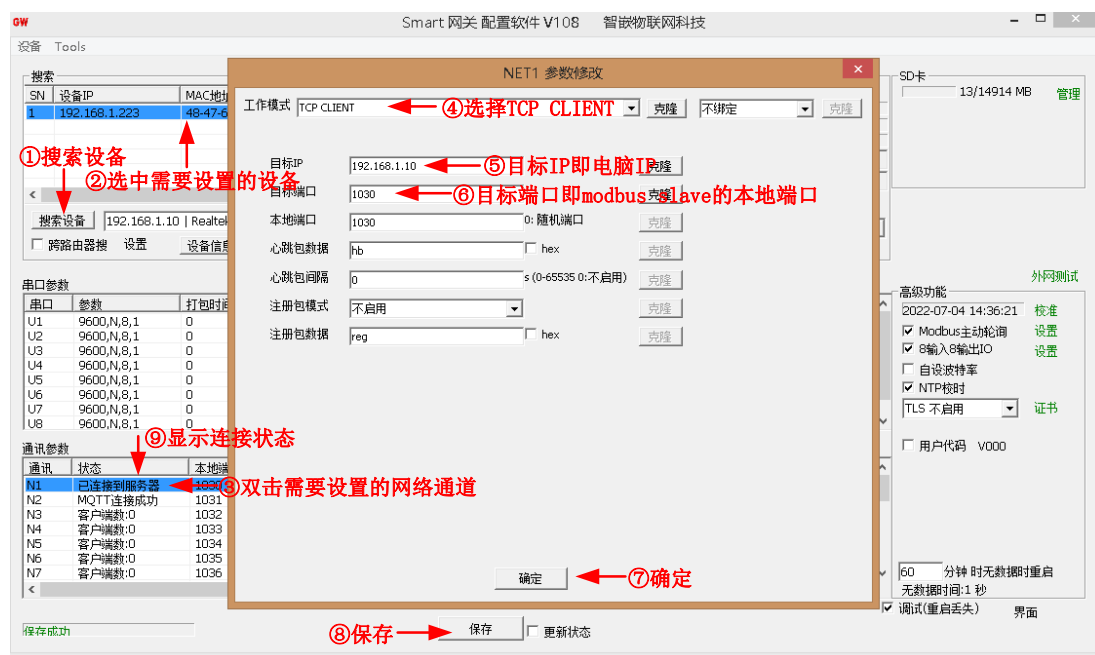 GW Smart 网关 配置软件 V108 智嵌物联网科技
设备 Tools
搜索
SN 设备IP MAC地址
1 192.168.1.223 48-47-6
①搜索设备
②选中需要设置的设备
搜索设备 192.168.1.10 | Realtek
跨路由器搜 设置 设备信息
串口参数
串口 参数 打包时间
U1 9600,N,8,1 0
U2 9600,N,8,1 0
U3 9600,N,8,1 0
U4 9600,N,8,1 0
U5 9600,N,8,1 0
U6 9600,N,8,1 0
U7 9600,N,8,1 0
U8 9600,N,8,1 0
⑨显示连接状态
通讯参数
通讯 状态 本地端
N1 已连接到服务器 1030
③双击需要设置的网络通道
N2 MQTT连接成功 1031
N3 客户端数:0 1032
N4 客户端数:0 1033
N5 客户端数:0 1034
N6 客户端数:0 1035
N7 客户端数:0 1036
NET1 参数修改
工作模式 TCP CLIENT ④选择TCP CLIENT 克隆 不绑定 克隆
目标IP 192.168.1.10 ⑤目标IP即电脑IP 克隆
目标端口 1030 ⑥目标端口即modbus slave的本地端口 克隆
本地端口 1030 0: 随机端口 克隆
心跳包数据 hb hex 克隆
心跳包间隔 0 s (0-65535 0:不启用) 克隆
注册包模式 不启用 克隆
注册包数据 reg hex 克隆
确定 ⑦确定
SD卡
13/14914 MB 管理
外网测试
高级功能
2022-07-04 14:36:21 校准
Modbus主动轮询 设置
8输入8输出IO 设置
自设波特率
NTP校时
TLS 不启用 证书
用户代码 V000
60 分钟 时无数据时重启
无数据时间:1 秒
调试(重启丢失) 界面
保存成功 ⑧保存 保存 更新状态